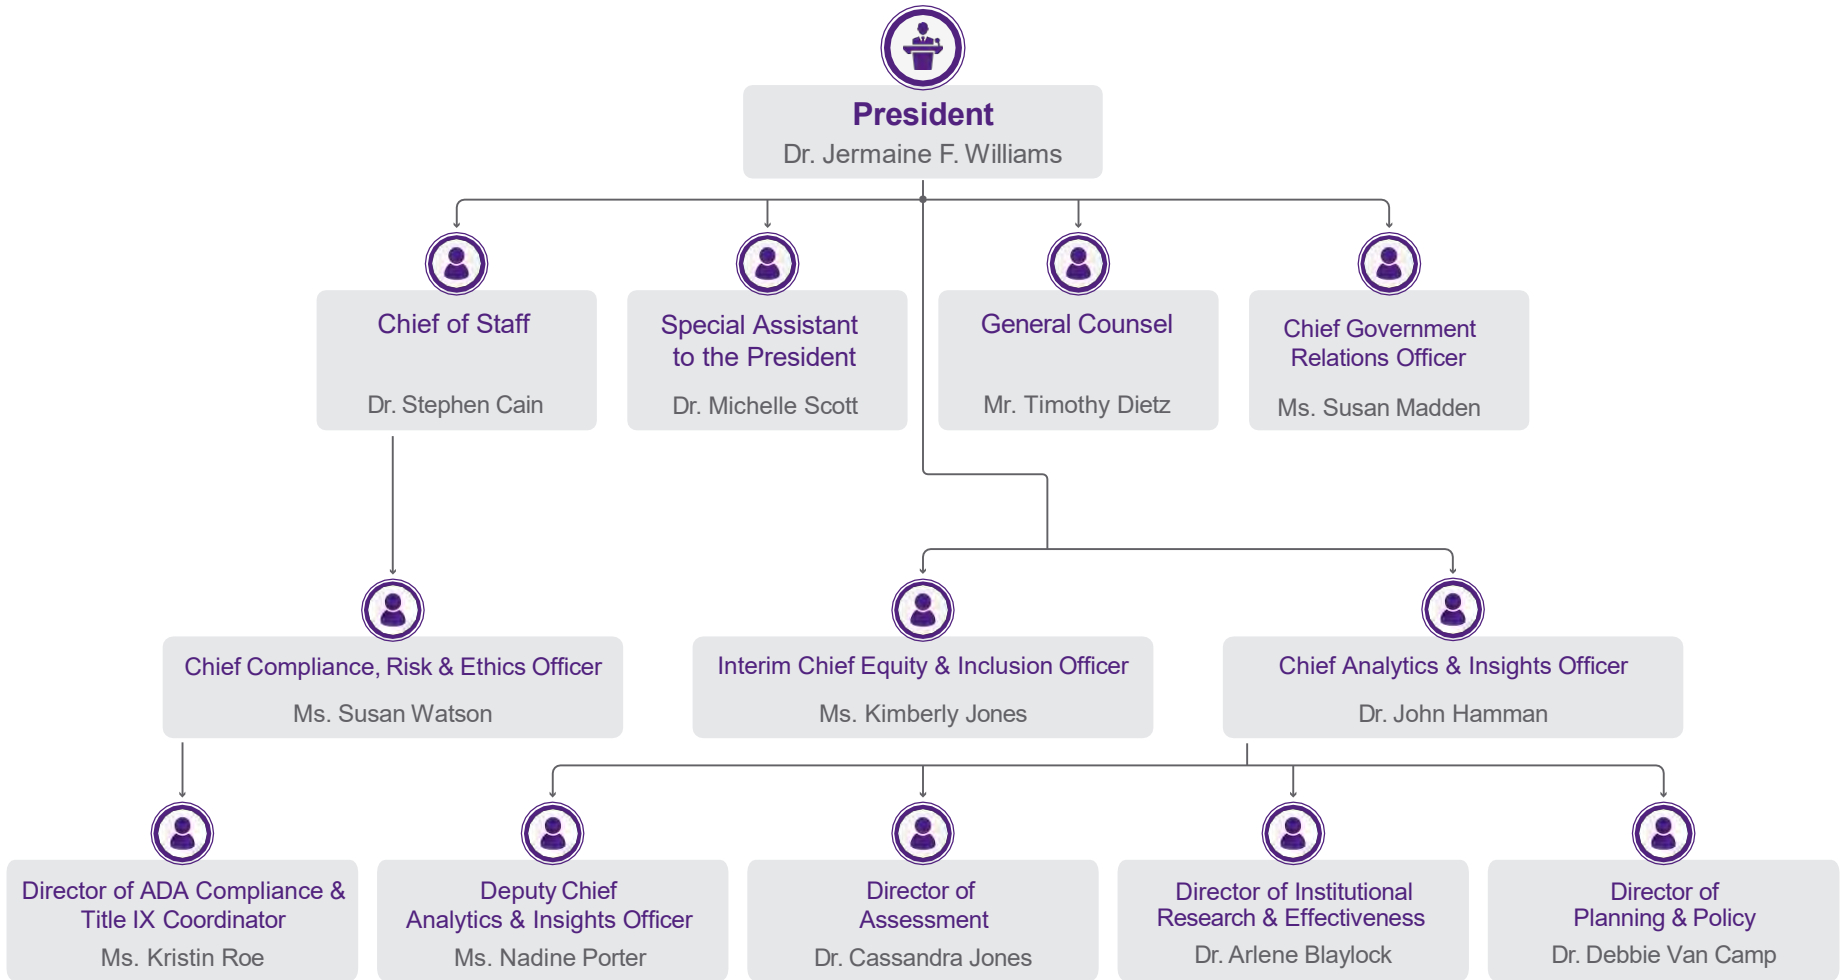 President
Dr. Jermaine F. Williams
Chief of Staff
Dr. Stephen Cain
Special Assistant
to the President
Dr. Michelle Scott
General Counsel
Mr. Timothy Dietz
Chief Government
Relations Officer
Ms. Susan Madden
Chief Compliance, Risk & Ethics Officer
Ms. Susan Watson
Interim Chief Equity & Inclusion Officer
Ms. Kimberly Jones
Chief Analytics & Insights Officer
Dr. John Hamman
Director of ADA Compliance &
Title IX Coordinator
Ms. Kristin Roe
Deputy Chief
Analytics & Insights Officer
Ms. Nadine Porter
Director of
Assessment
Dr. Cassandra Jones
Director of Institutional
Research & Effectiveness
Dr. Arlene Blaylock
Director of
Planning & Policy
Dr. Debbie Van Camp